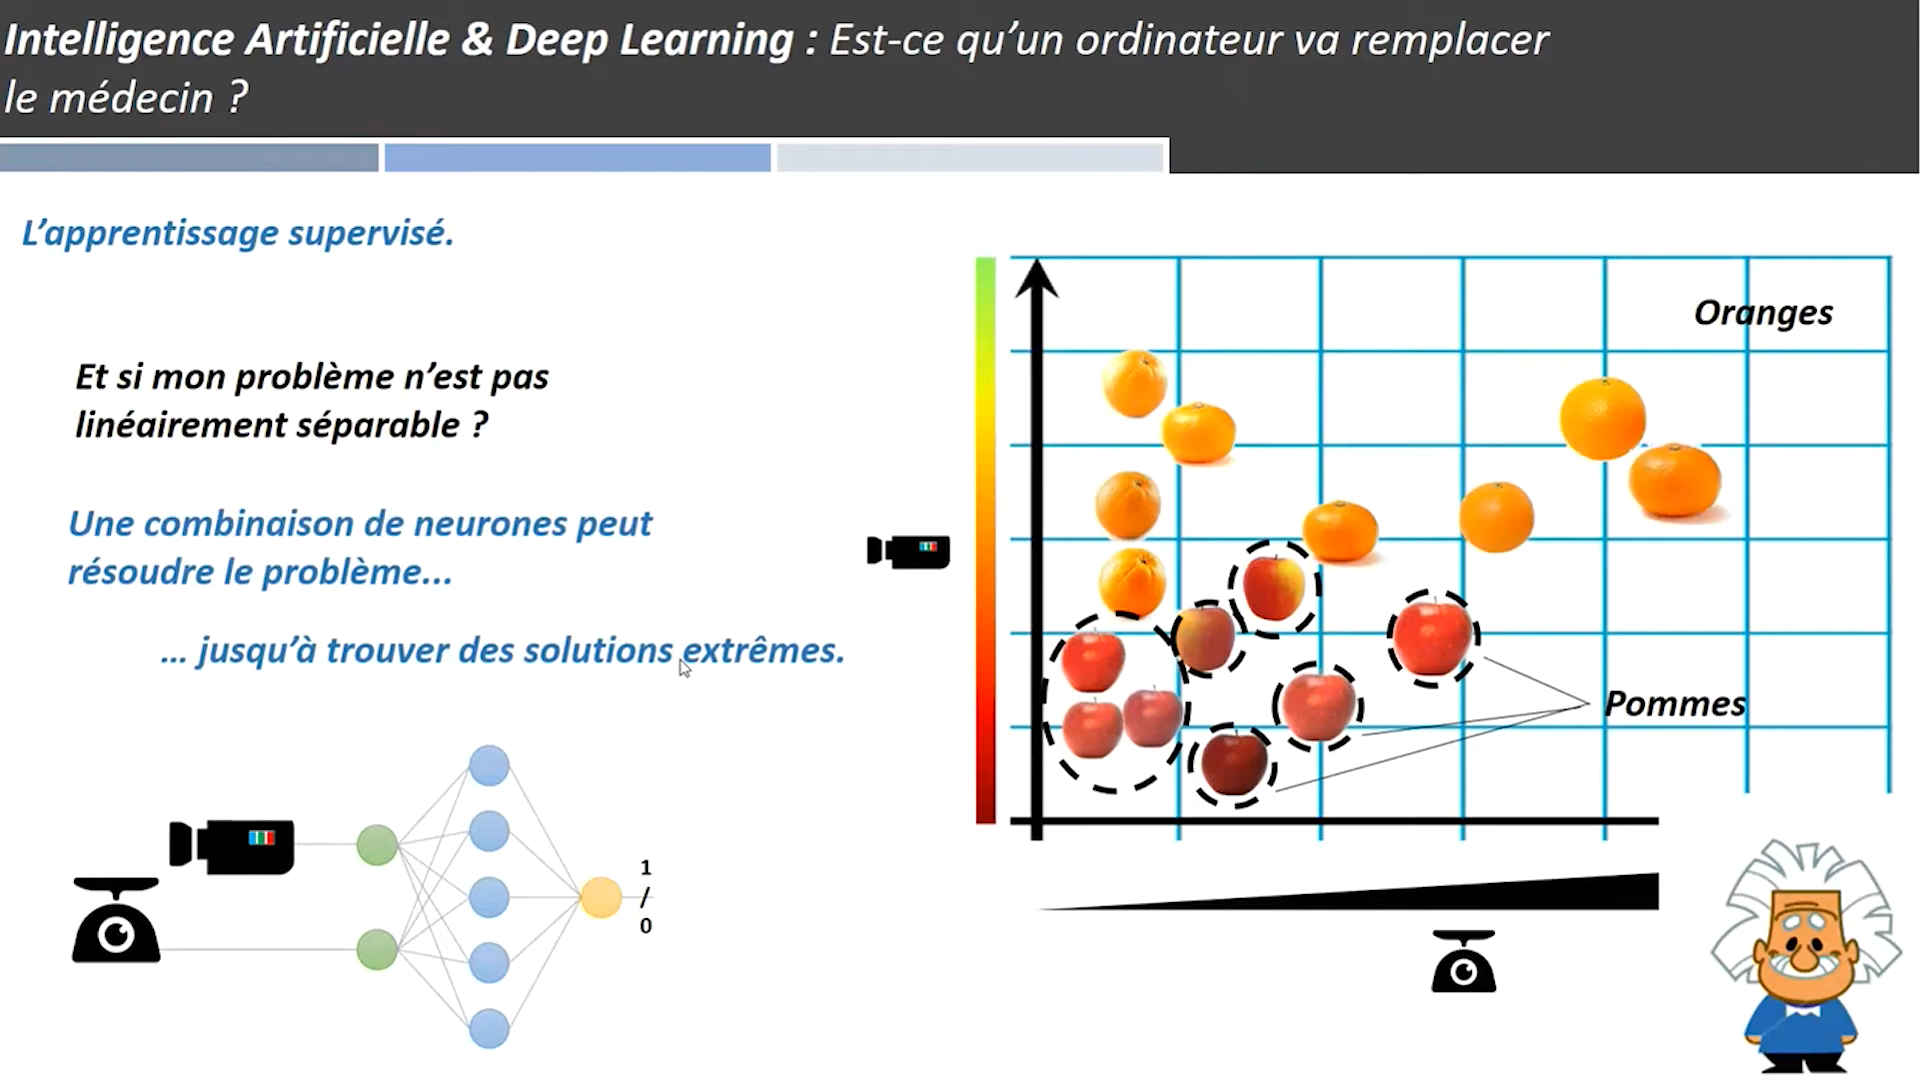 Intelligence Artificielle & Deep Learning : Est-ce qu’un ordinateur va remplacer
le médecin ?
L’apprentissage supervisé.
Et si mon problème n’est pas
linéairement séparable ?
Une combinaison de neurones peut
résoudre le problème...
... jusqu’à trouver des solutions extrêmes.
1
/
0
Oranges
Pommes